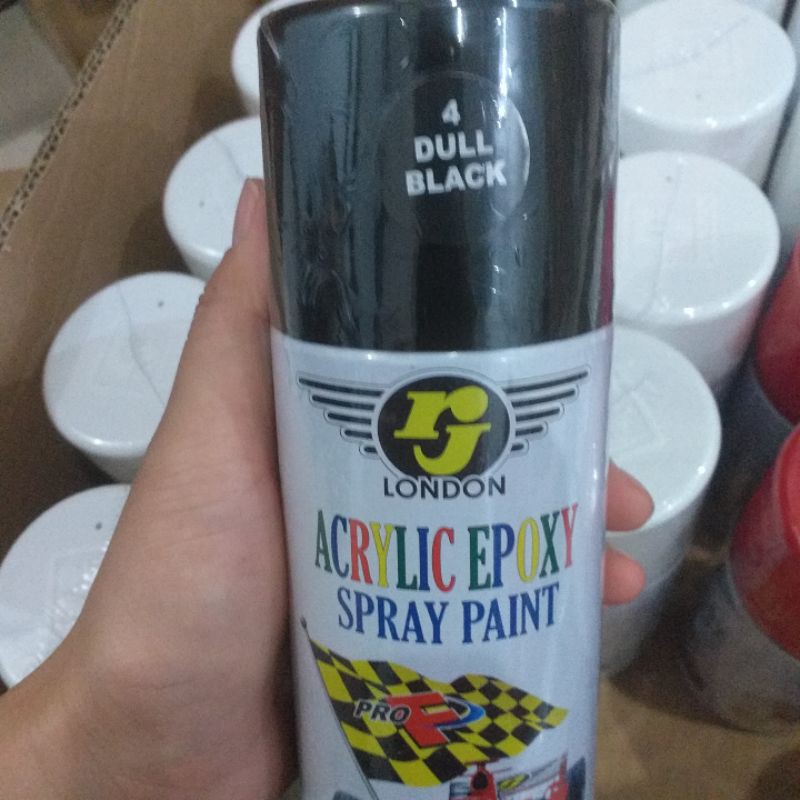 4
DULL
BLACK
rj
LONDON
ACRYLIC EPOXY
SPRAY PAINT
PRO F